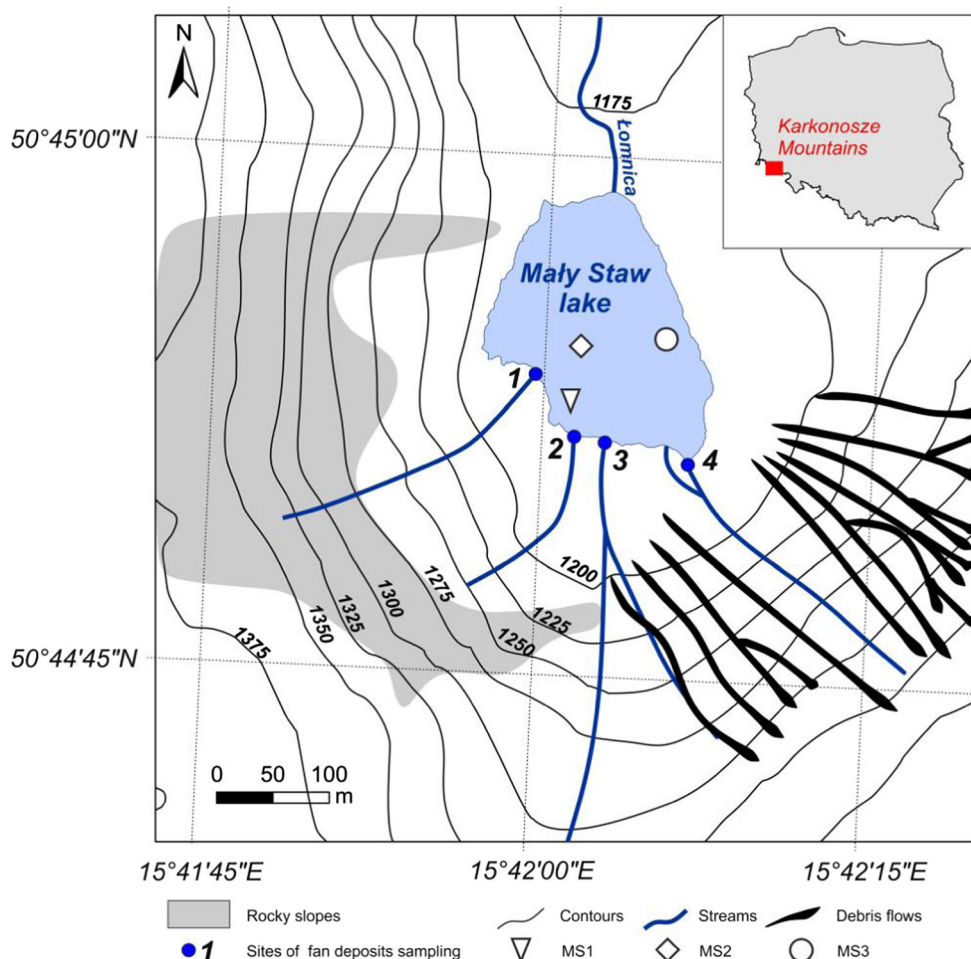 N
1175
50°45'00"N
Łomnica
Karkonosze
Mountains
Mały Staw
lake
1
2
3
4
1200
1225
1250
1275
1300
1325
1350
1375
50°44'45"N
0 50 100
m
15°41'45"E
15°42'00"E
15°42'15"E
Rocky slopes
Contours
Streams
Debris flows
1
Sites of fan deposits sampling
MS1
MS2
MS3